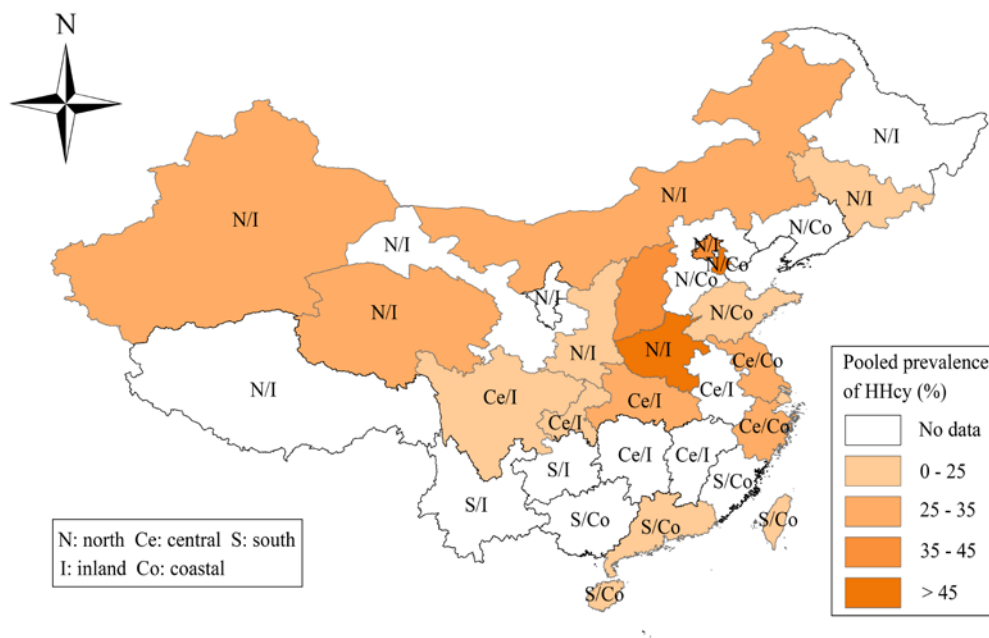 N
N/I
N/I
N/I
N/I
N/Co
N/I
N/I
N/Co
N/Co
N/I
N/I
N/Co
N/I
N/I
Ce/Co
N/I
Ce/I
Ce/I
Ce/I
Ce/I
Ce/Co
Ce/I
Ce/I
S/I
S/Co
S/I
S/Co
S/Co
S/Co
S/Co
Pooled prevalence
of HHcy (%)
No data
0 - 25
25 - 35
35 - 45
> 45
N: north Ce: central S: south
I: inland Co: coastal